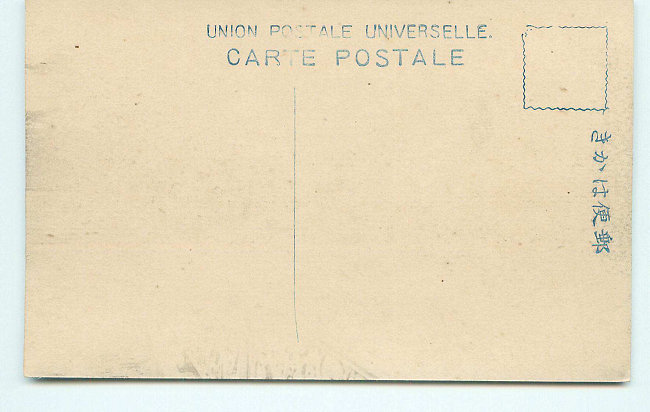 UNION POSTALE UNIVERSELLE.
CARTE POSTALE
きかは便郵